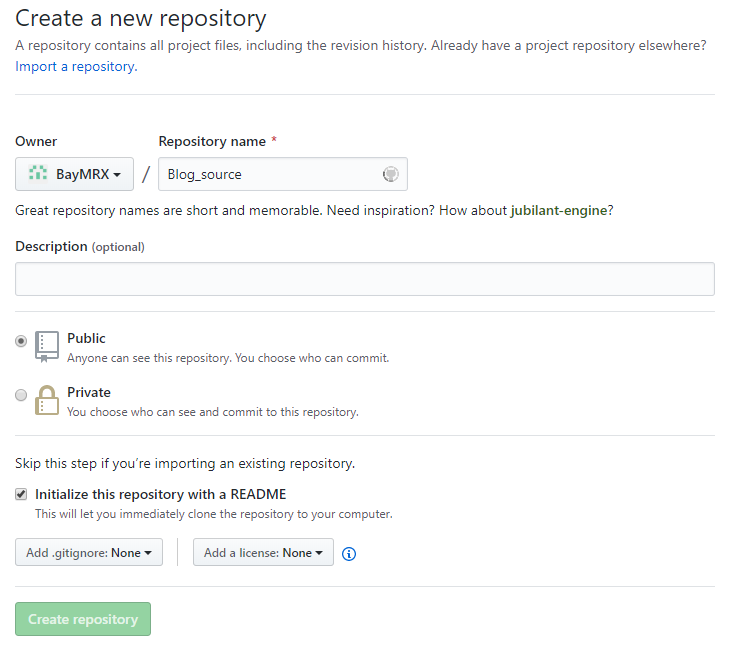 Create a new repository
A repository contains all project files, including the revision history. Already have a project repository elsewhere?
Import a repository.
Owner
Repository name *
BayMRX / Blog_source
Great repository names are short and memorable. Need inspiration? How about jubilant-engine?
Description (optional)
Public
Anyone can see this repository. You choose who can commit.
Private
You choose who can see and commit to this repository.
Skip this step if you’re importing an existing repository.
Initialize this repository with a README
This will let you immediately clone the repository to your computer.
Add .gitignore: None
Add a license: None
Create repository